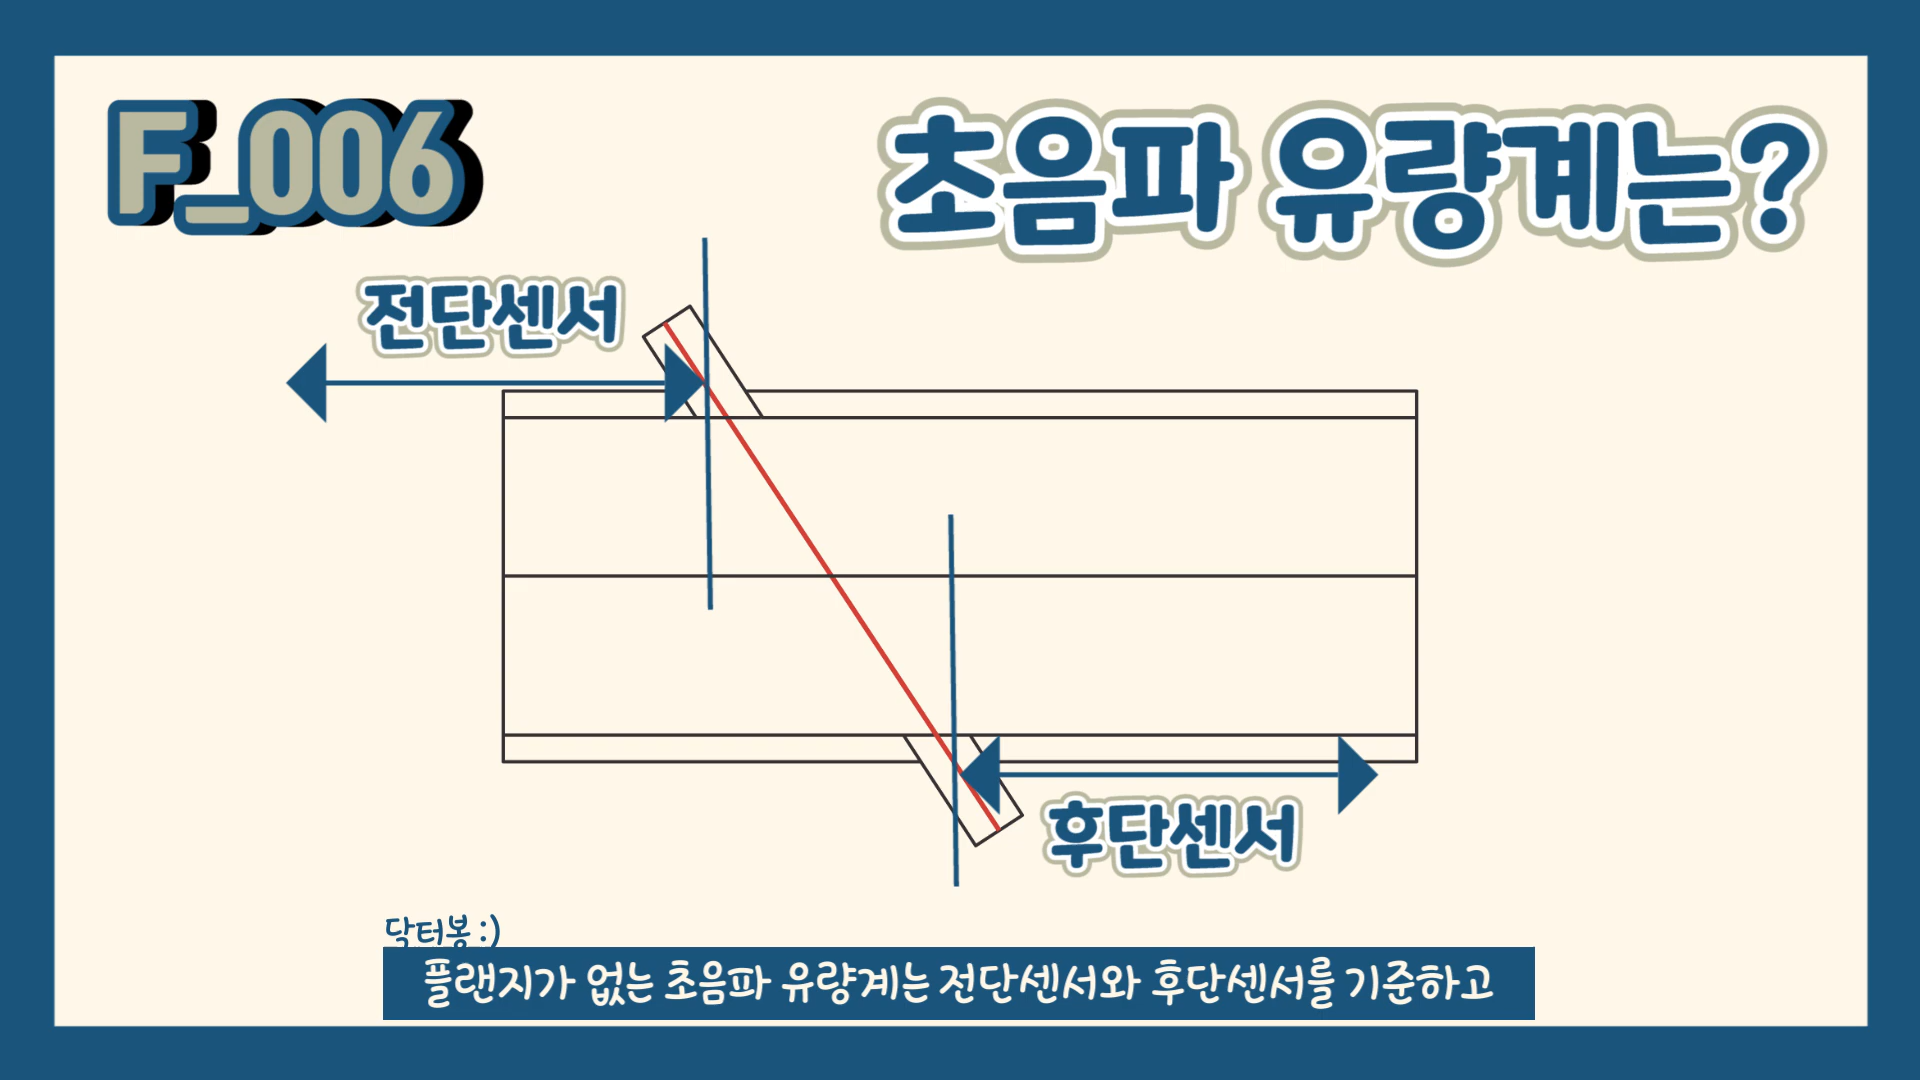 F_006
초음파 유량계는?
전단센서
후단센서
닥터봉 :)
플랜지가 없는 초음파 유량계는 전단센서와 후단센서를 기준하고